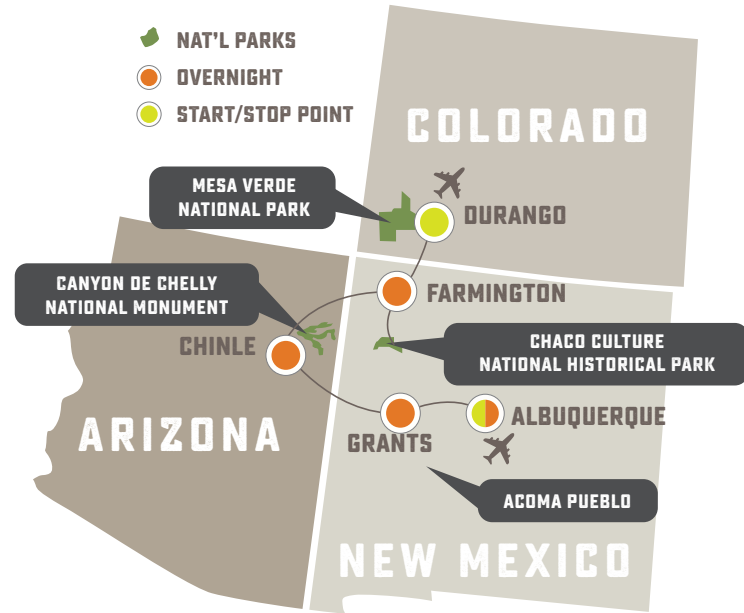 NAT'L PARKS
OVERNIGHT
START/STOP POINT
COLORADO
MESA VERDE
NATIONAL PARK
DURANGO
CANYON DE CHELLY
NATIONAL MONUMENT
FARMINGTON
CHINLE
CHACO CULTURE
NATIONAL HISTORICAL PARK
ARIZONA
GRANTS
ALBUQUERQUE
ACOMA PUEBLO
NEW MEXICO